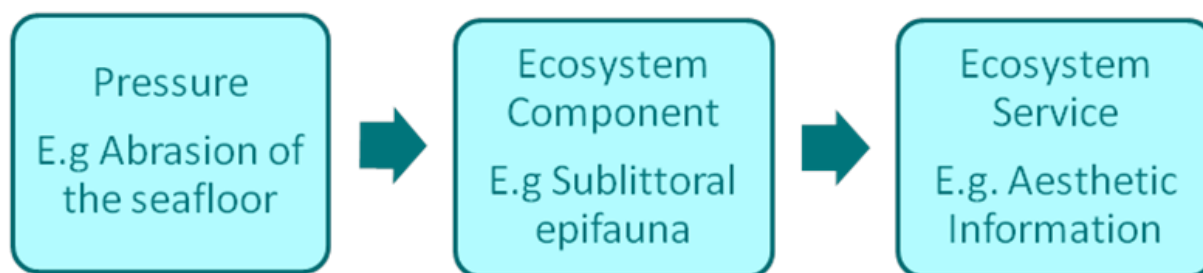 Pressure
E.g Abrasion of
the seafloor
Ecosystem
Component
E.g Sublittoral
epifauna
Ecosystem
Service
E.g. Aesthetic
Information